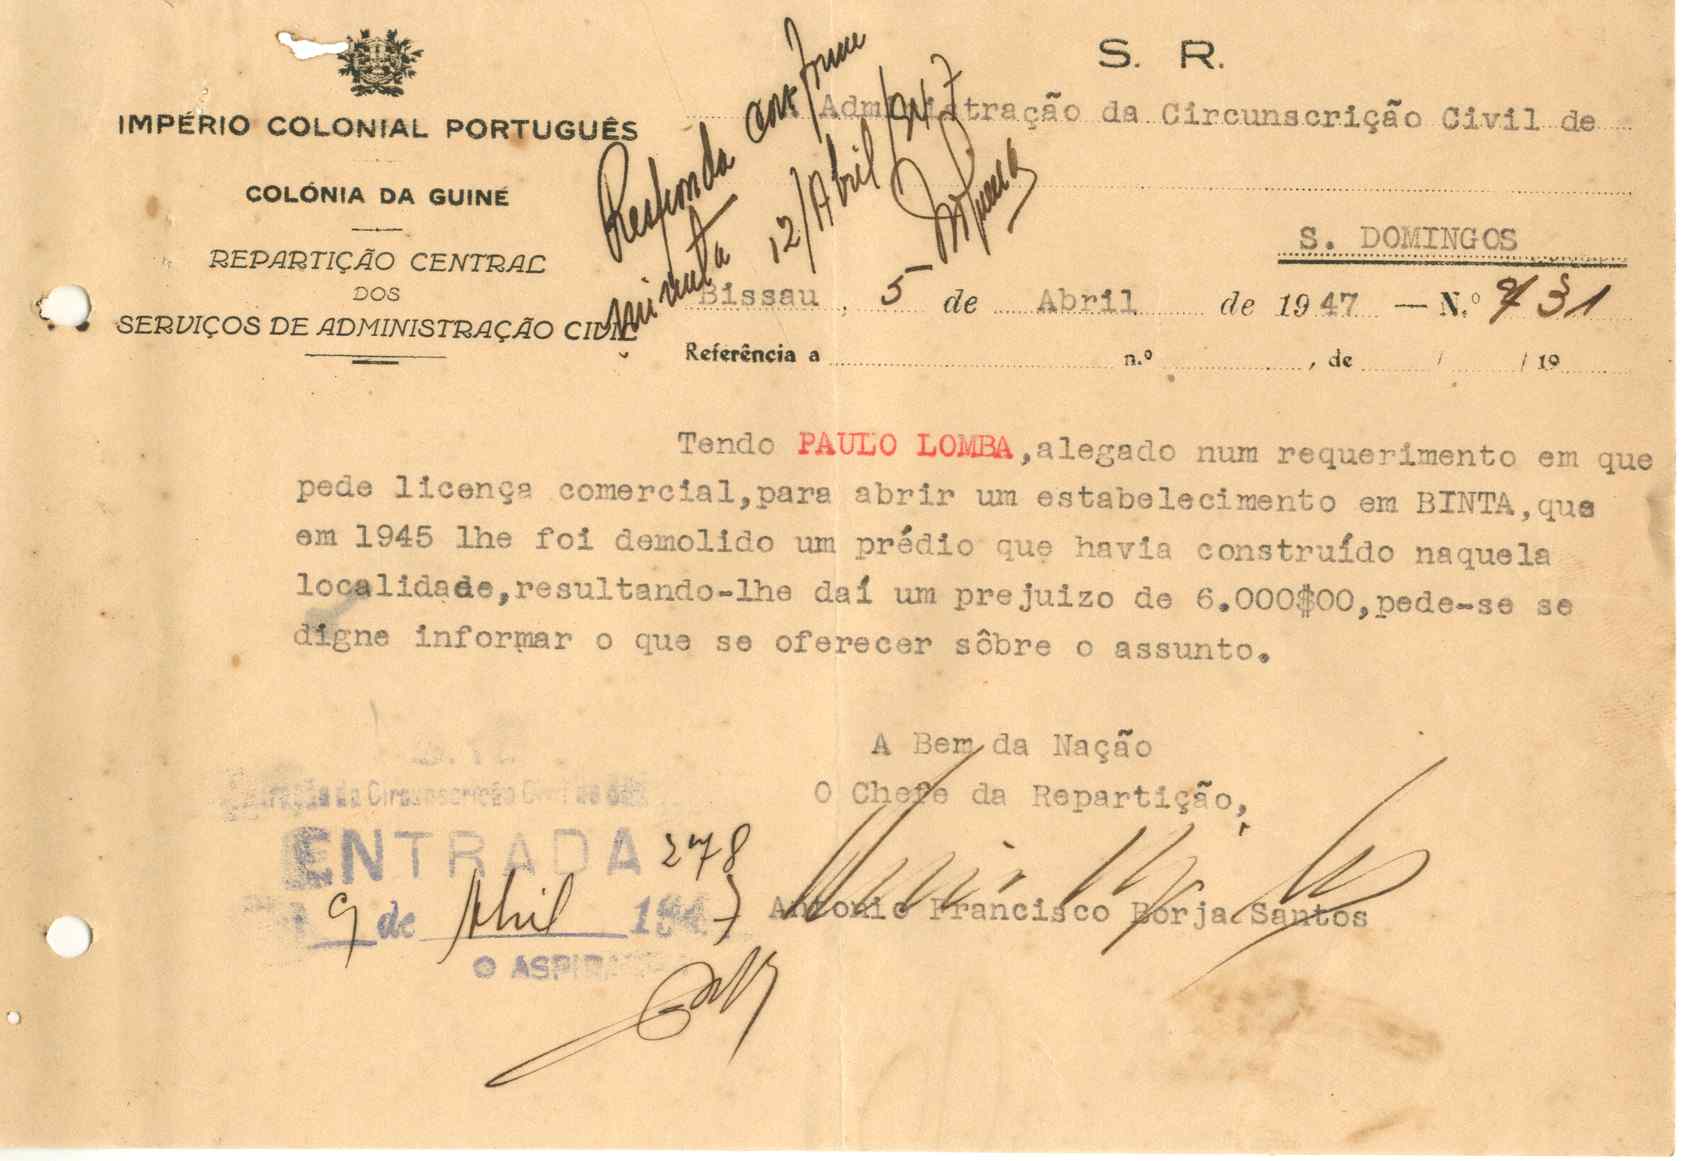 IMPÉRIO COLONIAL PORTUGUÊS
COLÓNIA DA GUINÉ
REPARTIÇÃO CENTRAL
DOS
SERVIÇOS DE ADMINISTRAÇÃO CIVIL
Responda conforme
minuta
12/Abril/947
S. R.
Administração da Circunscrição Civil de
S. DOMINGOS
Bissau, 5 de Abril de 1947 — N.º 931
Referência a n.º , de / / 19
Tendo PAULO LOMBA,alegado num requerimento em que
pede licença comercial,para abrir um estabelecimento em BINTA,que
em 1945 lhe foi demolido um prédio que havia construído naquela
localidade,resultando-lhe daí um prejuizo de 6.000$00,pede-se se
digne informar o que se oferecer sôbre o assunto.
A Bem da Nação
O Chefe da Repartição,
Antonio Francisco Borja Santos
Circunscrição Civil de
ENTRADA 278
9 de Abril 1947
O ASPIRANTE